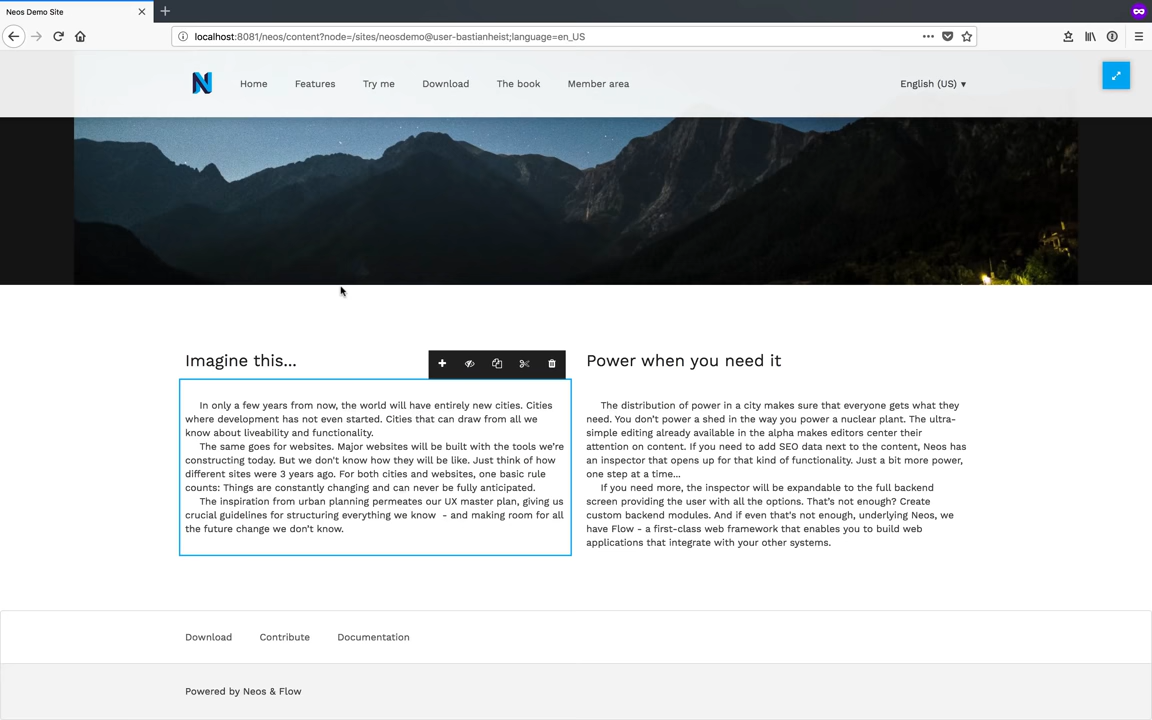 Neos Demo Site
localhost:8081/neos/content?node=/sites/neosdemo@user-bastianheist;language=en_US
Home Features Try me Download The book Member area English (US)
Imagine this...
In only a few years from now, the world will have entirely new cities. Cities
where development has not even started. Cities that can draw from all we
know about liveability and functionality.
The same goes for websites. Major websites will be built with the tools we're
constructing today. But we don't know how they will be like. Just think of how
different sites were 3 years ago. For both cities and websites, one basic rule
counts: Things are constantly changing and can never be fully anticipated.
The inspiration from urban planning permeates our UX master plan, giving us
crucial guidelines for structuring everything we know  - and making room for all
the future change we don't know.
Power when you need it
The distribution of power in a city makes sure that everyone gets what they
need. You don't power a shed in the way you power a nuclear plant. The ultra-
simple editing already available in the alpha makes editors center their
attention on content. If you need to add SEO data next to the content, Neos has
an inspector that opens up for that kind of functionality. Just a bit more power,
one step at a time...
If you need more, the inspector will be expandable to the full backend
screen providing the user with all the options. That's not enough? Create
custom backend modules. And if even that's not enough, underlying Neos, we
have Flow - a first-class web framework that enables you to build web
applications that integrate with your other systems.
Download Contribute Documentation
Powered by Neos & Flow